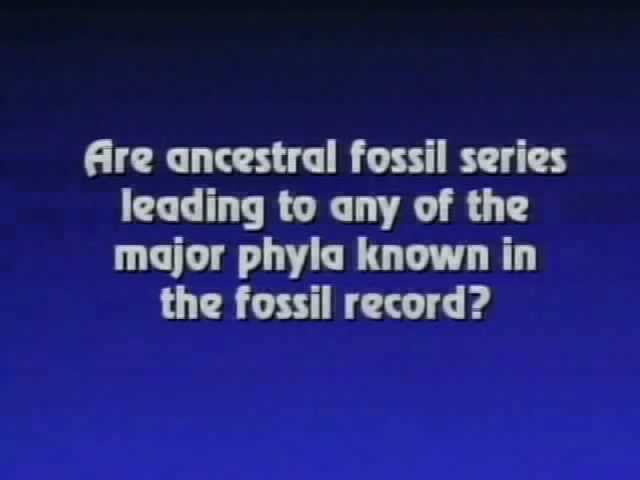 Are ancestral fossil series
leading to any of the
major phyla known in
the fossil record?